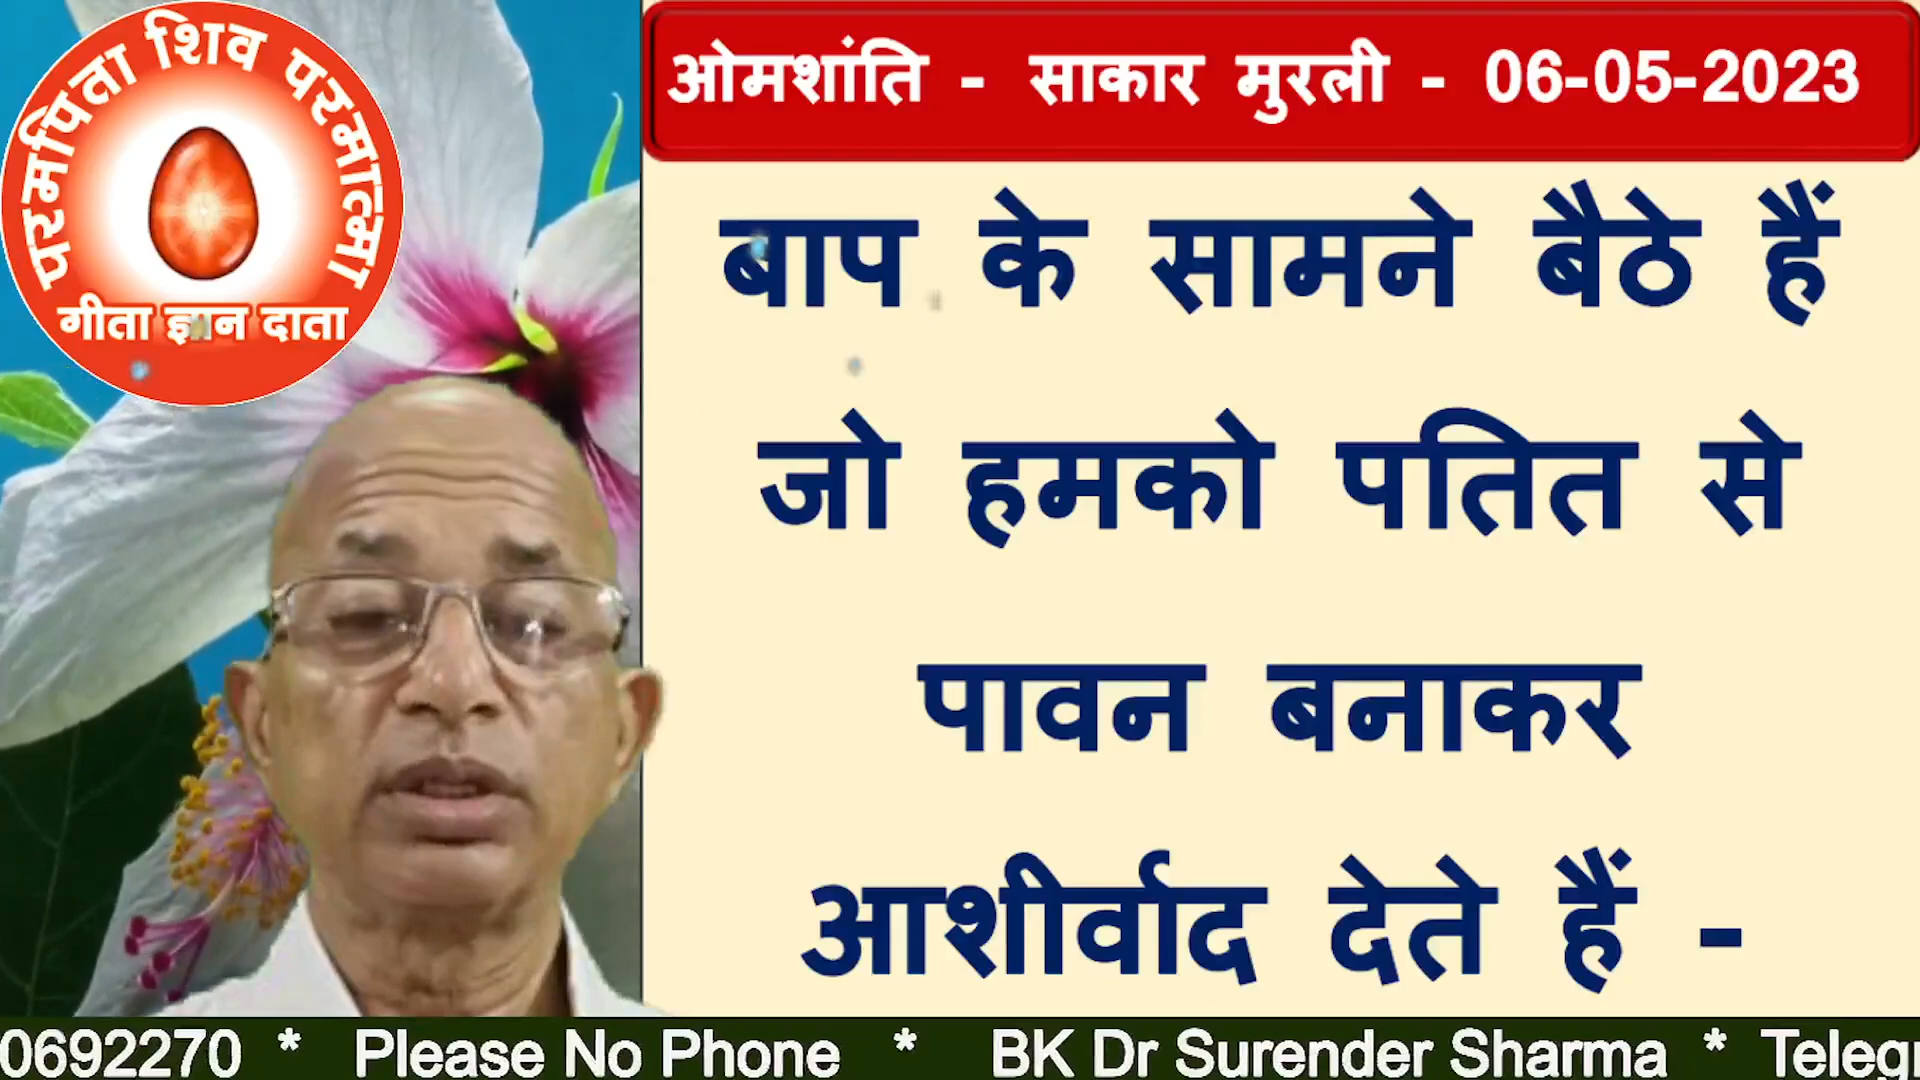 परमपिता शिव परमात्मा
गीता ज्ञान दाता
ओमशांति - साकार मुरली - 06-05-2023
बाप के सामने बैठे हैं
जो हमको पतित से
पावन बनाकर
आशीर्वाद देते हैं -
0692270 * Please No Phone * BK Dr Surender Sharma * Telegr